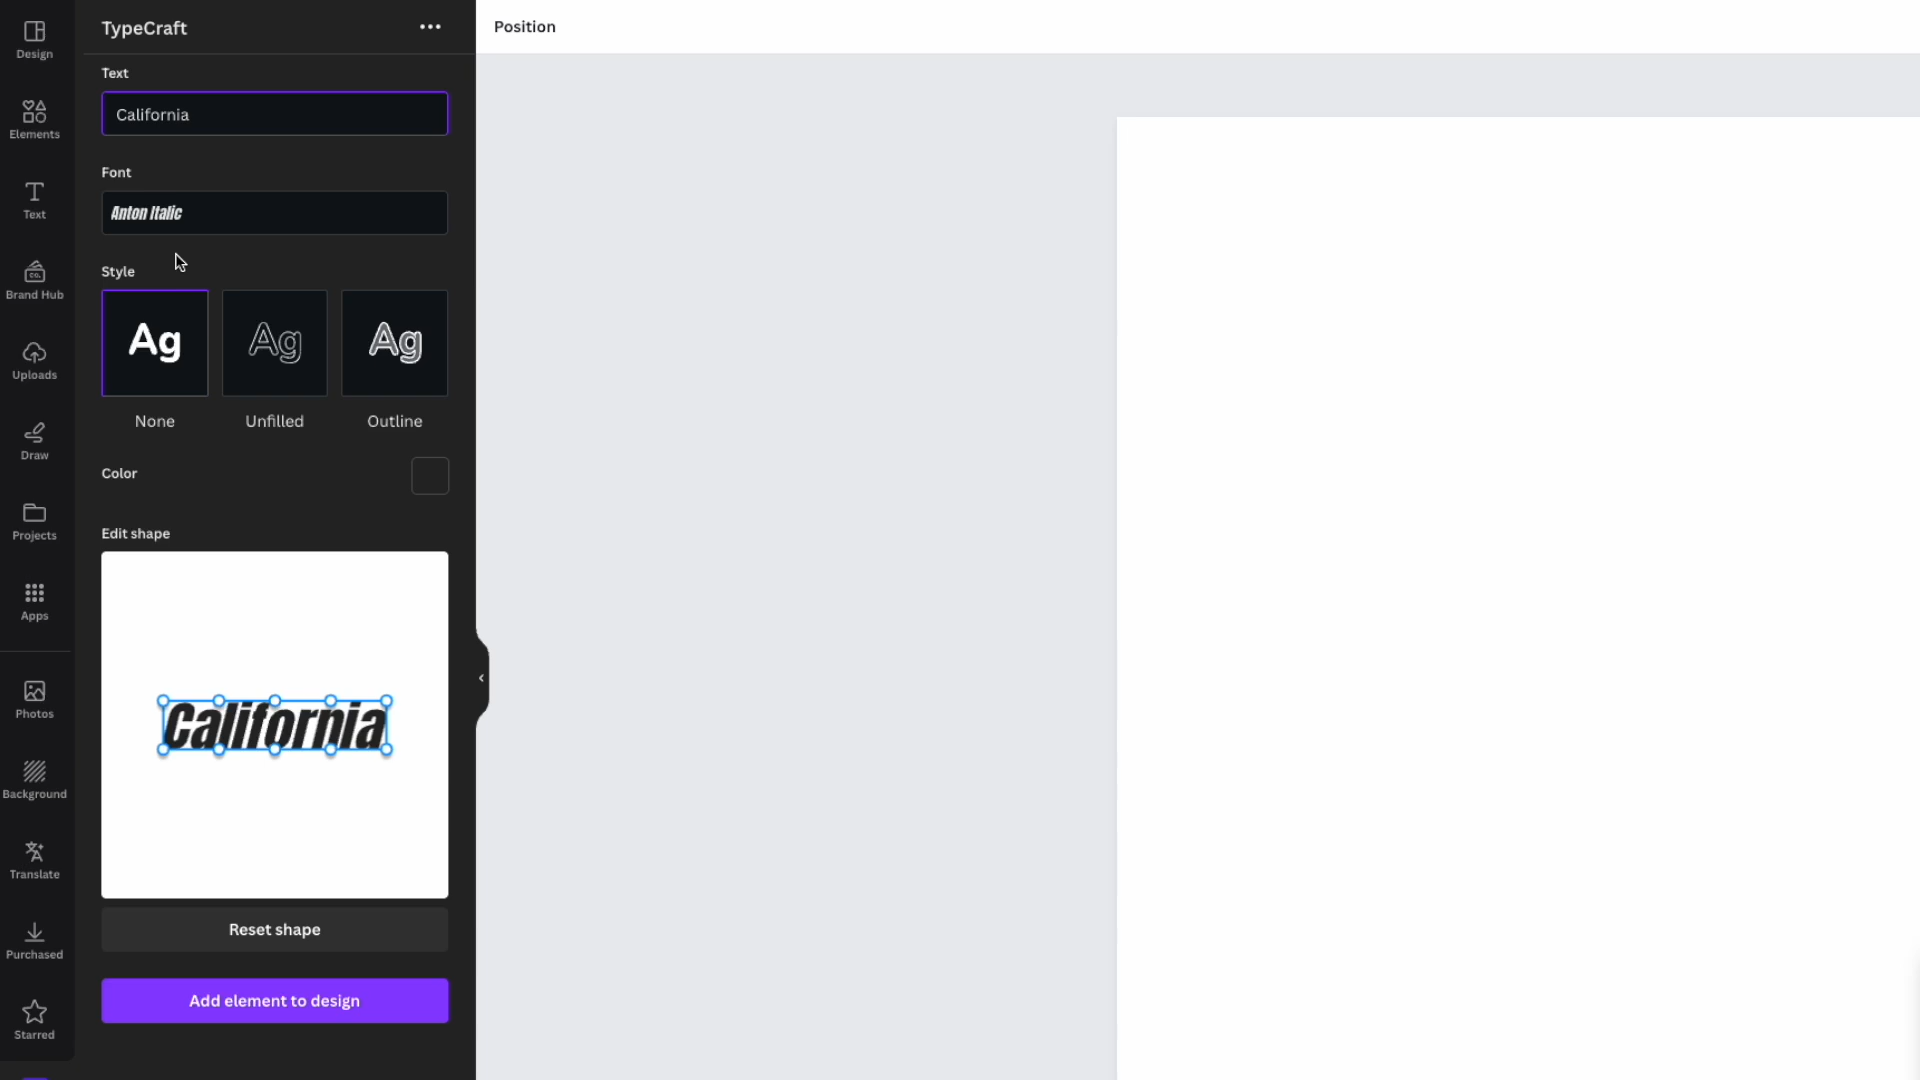 Design
Elements
Text
Brand Hub
Uploads
Draw
Projects
Apps
Photos
Background
Translate
Purchased
Starred
TypeCraft
Text
California
Font
Anton Italic
Style
Ag
Ag
Ag
None
Unfilled
Outline
Color
Edit shape
California
Reset shape
Add element to design
Position